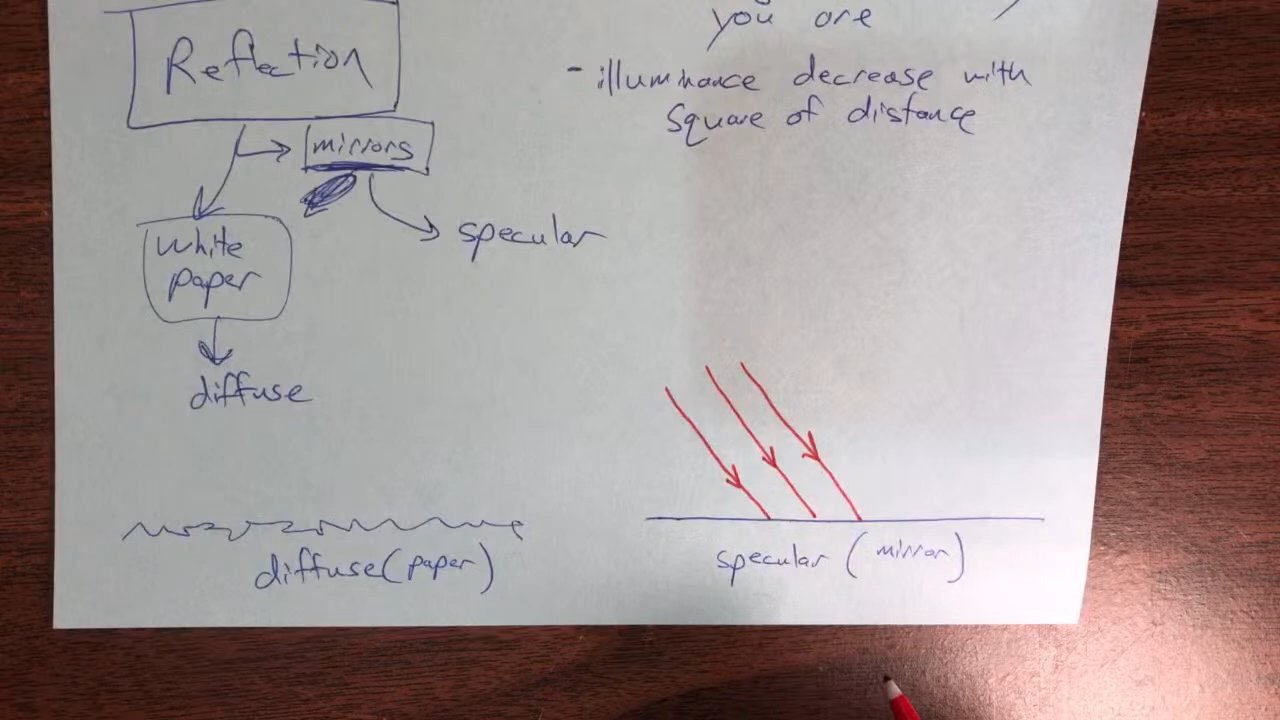 Reflection
mirrors
specular
white
paper
diffuse
you are
- illuminance decrease with
square of distance
diffuse (paper)
specular (mirror)